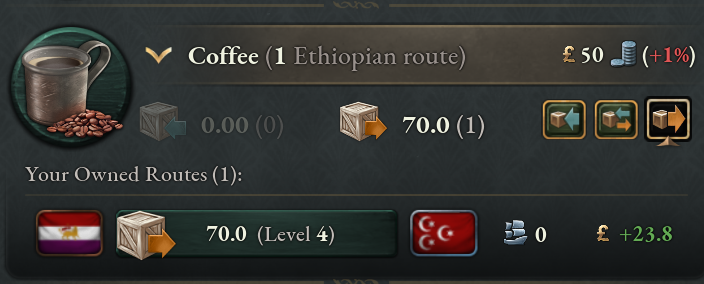 Coffee (1 Ethiopian route) £ 50 (+1%)
0.00 (0) 70.0 (1)
Your Owned Routes (1):
70.0 (Level 4) 0 £ +23.8